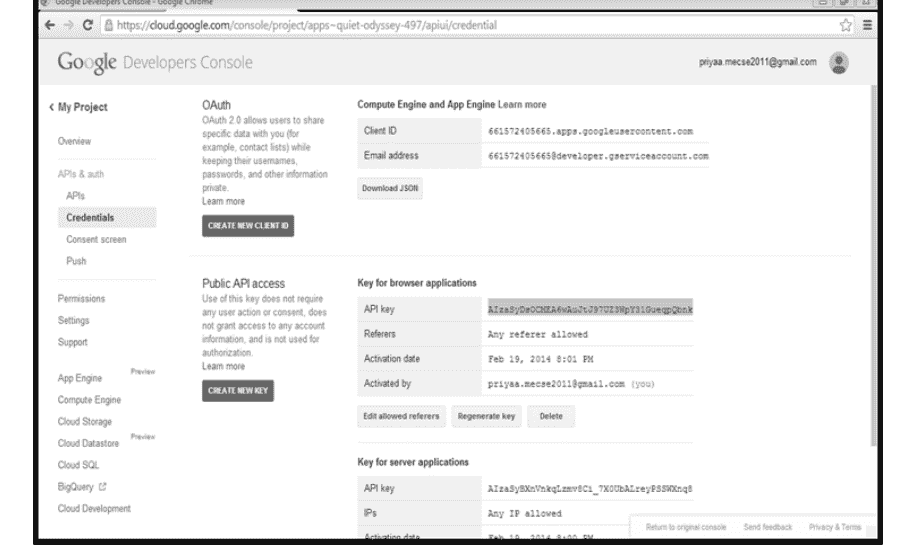 Google Developers Console - Google Chrome
https://cloud.google.com/console/project/apps~quiet-odyssey-497/apiui/credential
Google Developers Console
priyaa.mecse2011@gmail.com
< My Project
Overview
APIs & auth
APIs
Credentials
Consent screen
Push
Permissions
Settings
Support
App Engine Preview
Compute Engine
Cloud Storage
Cloud Datastore Preview
Cloud SQL
BigQuery
Cloud Development
OAuth
OAuth 2.0 allows users to share
specific data with you (for
example, contact lists) while
keeping their usernames,
passwords, and other information
private.
Learn more
CREATE NEW CLIENT ID
Compute Engine and App Engine Learn more
Client ID 661572405665.apps.googleusercontent.com
Email address 661572405665@developer.gserviceaccount.com
Download JSON
Public API access
Use of this key does not require
any user action or consent, does
not grant access to any account
information, and is not used for
authorization.
Learn more
CREATE NEW KEY
Key for browser applications
API key
Referers Any referer allowed
Activation date Feb 19, 2014 8:01 PM
Activated by priyaa.mecse2011@gmail.com (you)
Edit allowed referers Regenerate key Delete
Key for server applications
API key
IPs Any IP allowed
Activation date Feb 19, 2014 8:00 PM
Return to original console Send feedback Privacy & Terms